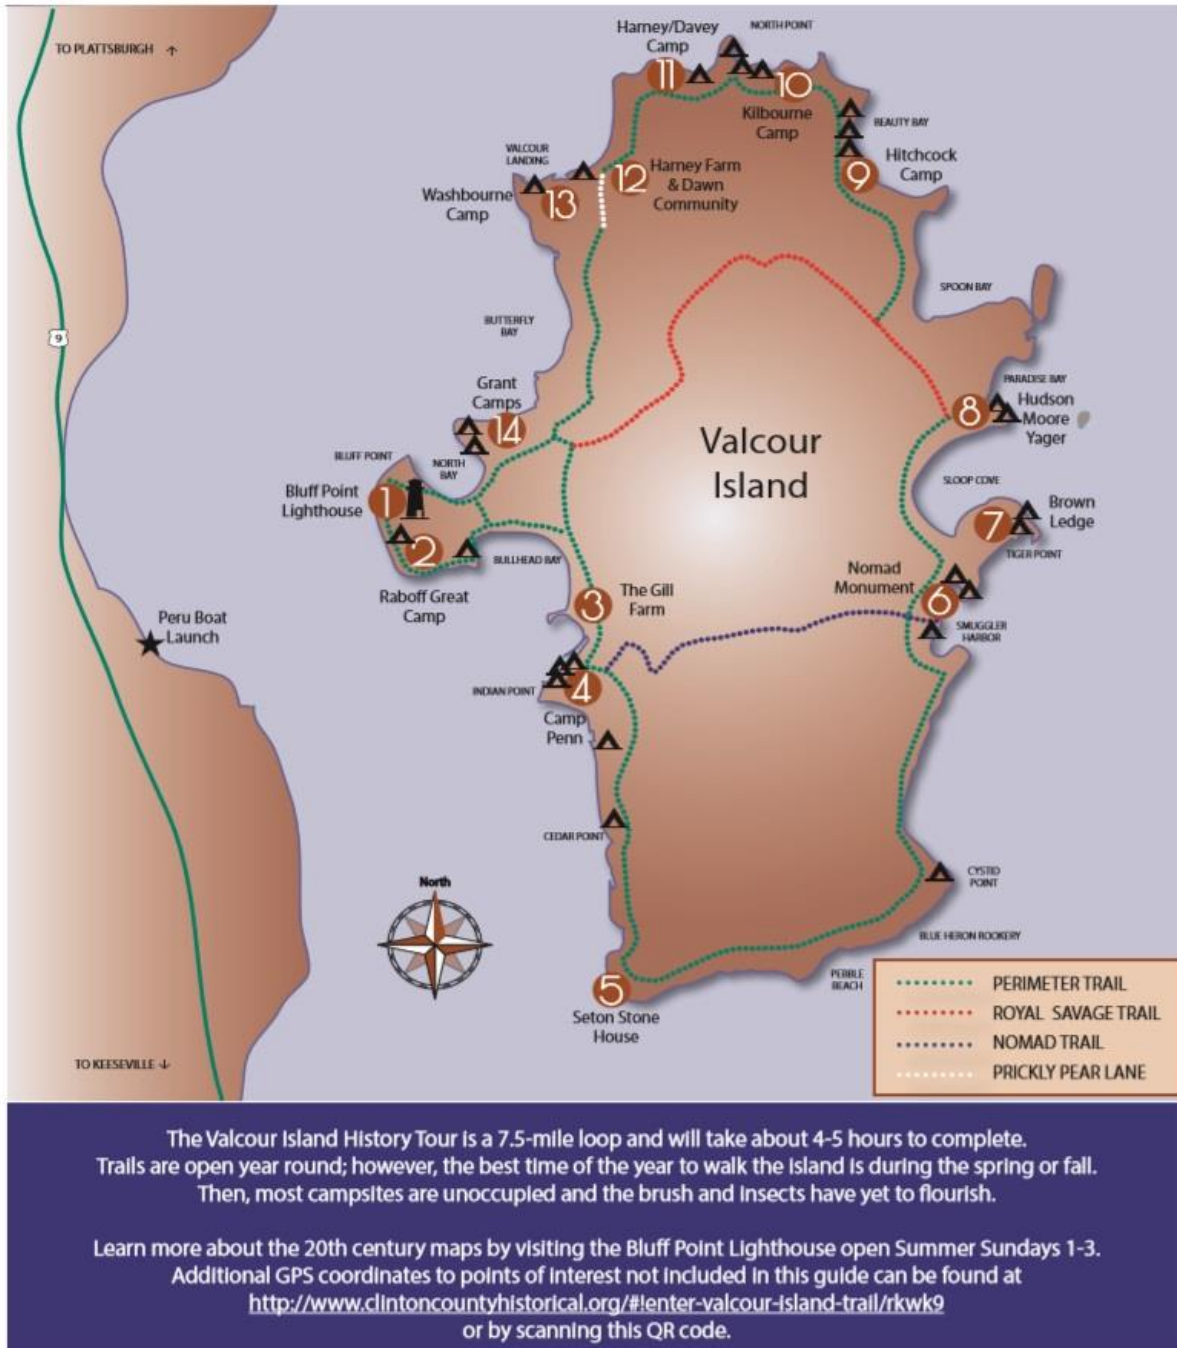 TO PLATTSBURGH ↑
Harney/Davey
Camp
NORTH POINT
11
10
Kilbourne
Camp
BEAUTY BAY
Hitchcock
Camp
9
VALCOUR
LANDING
Washbourne
Camp
13
12
Harney Farm
& Dawn
Community
SPOON BAY
9
BUTTERFLY
BAY
Grant
Camps
14
PARADISE BAY
8
Hudson
Moore
Yager
Valcour
Island
BLUFF POINT
NORTH
BAY
Bluff Point
Lighthouse
1
SLOOP COVE
7
Brown
Ledge
TIGER POINT
2
BULLHEAD BAY
Raboff Great
Camp
Nomad
Monument
6
SMUGGLER
HARBOR
3
The Gill
Farm
Peru Boat
Launch
INDIAN POINT
4
Camp
Penn
CEDAR POINT
CYSTID
POINT
North
BLUE HERON ROOKERY
PEBBLE
BEACH
5
Seton Stone
House
PERIMETER TRAIL
ROYAL SAVAGE TRAIL
NOMAD TRAIL
PRICKLY PEAR LANE
TO KEESEVILLE ↓
The Valcour Island History Tour is a 7.5-mile loop and will take about 4-5 hours to complete.
Trails are open year round; however, the best time of the year to walk the island is during the spring or fall.
Then, most campsites are unoccupied and the brush and insects have yet to flourish.
Learn more about the 20th century maps by visiting the Bluff Point Lighthouse open Summer Sundays 1-3.
Additional GPS coordinates to points of interest not included in this guide can be found at
http://www.clintoncountyhistorical.org/#!enter-valcour-island-trail/rkwk9
or by scanning this QR code.